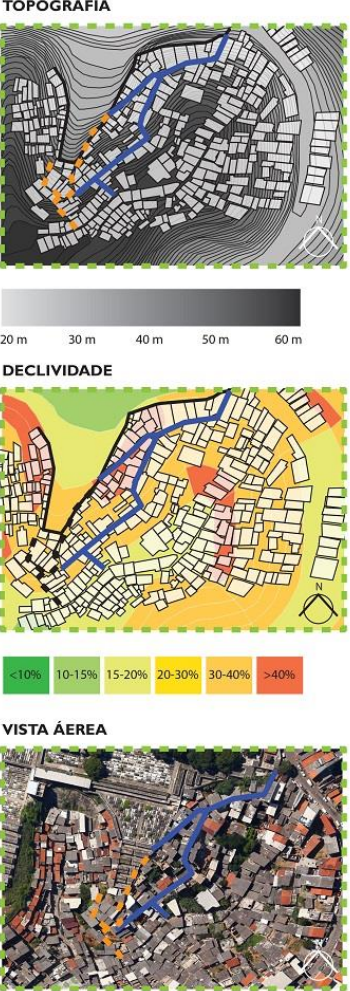 TOPOGRAFIA
N
20 m 30 m 40 m 50 m 60 m
DECLIVIDADE
N
<10% 10-15% 15-20% 20-30% 30-40% >40%
VISTA ÁEREA
N